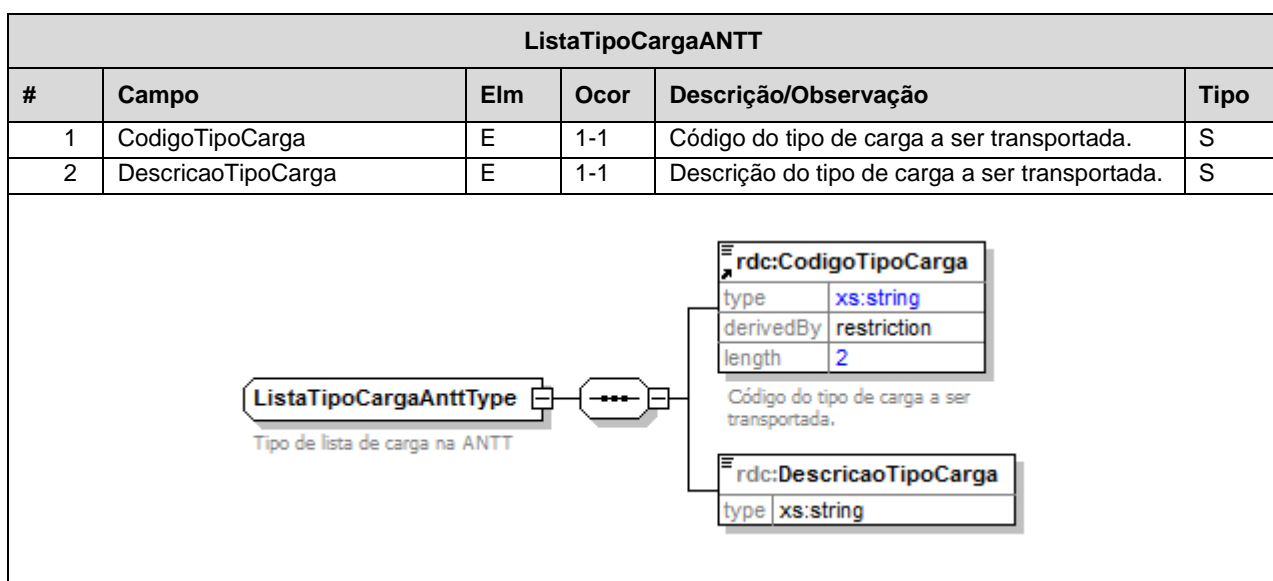 ListaTipoCargaANTT
# Campo Elm Ocor Descrição/Observação Tipo
1 CodigoTipoCarga E 1-1 Código do tipo de carga a ser transportada. S
2 DescricaoTipoCarga E 1-1 Descrição do tipo de carga a ser transportada. S
rdc:CodigoTipoCarga
type xs:string
derivedBy restriction
length 2
Código do tipo de carga a ser
transportada.
ListaTipoCargaAnttType
Tipo de lista de carga na ANTT
rdc:DescricaoTipoCarga
type xs:string